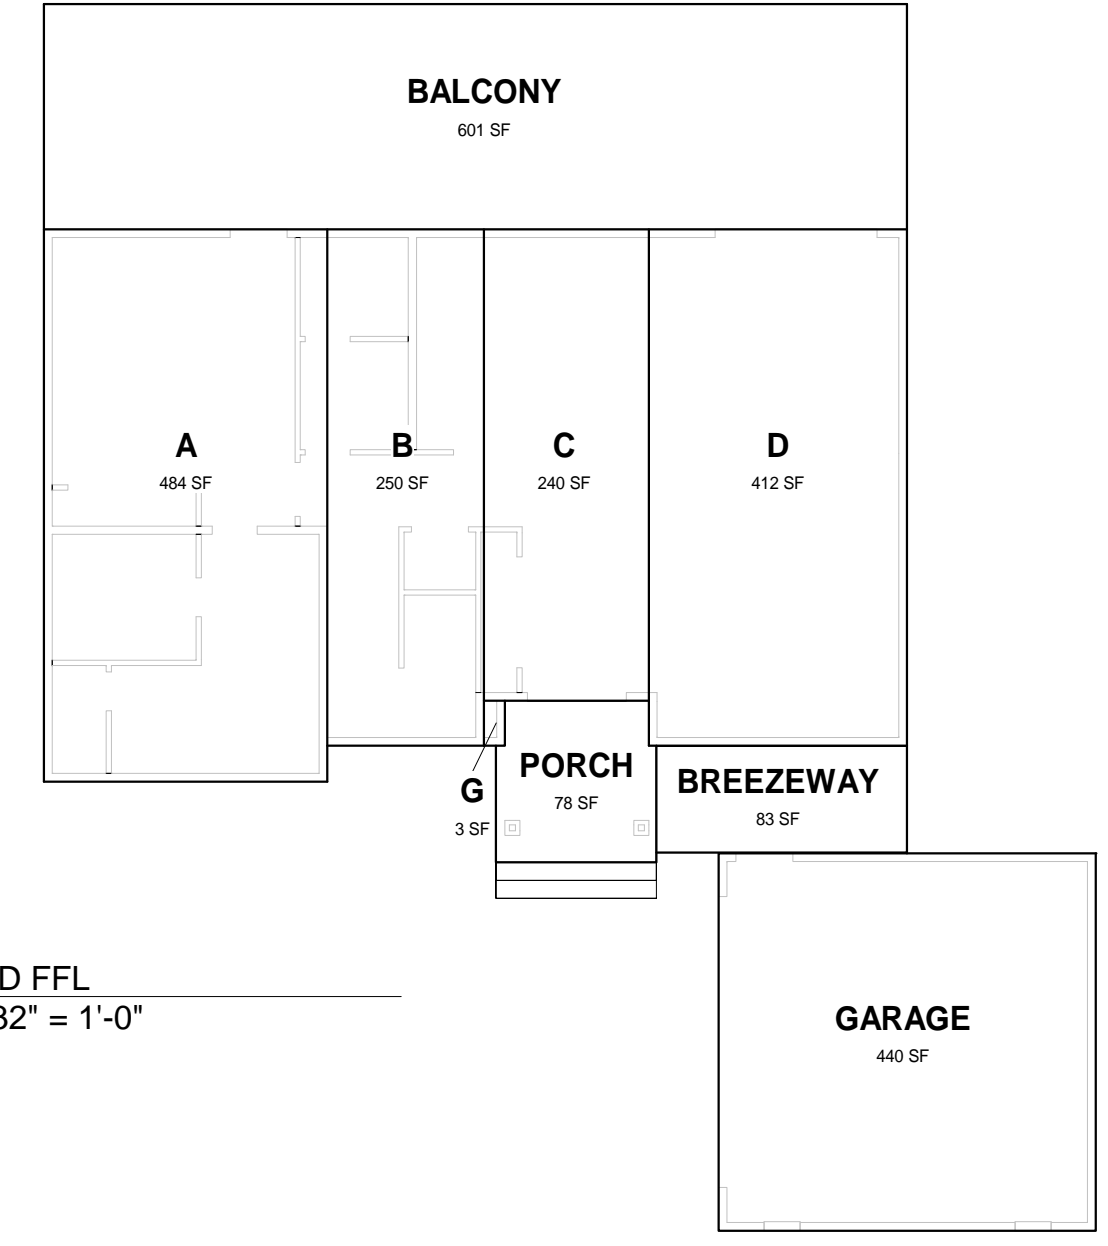 BALCONY
601 SF
A
484 SF
B
250 SF
C
240 SF
D
412 SF
G
3 SF
PORCH
78 SF
BREEZEWAY
83 SF
D FFL
32" = 1'-0"
GARAGE
440 SF